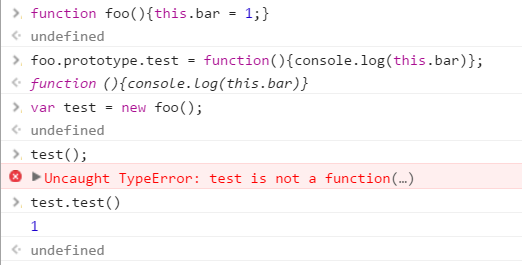 function foo(){this.bar = 1;}
undefined
foo.prototype.test = function(){console.log(this.bar)};
function (){console.log(this.bar)}
var test = new foo();
undefined
test();
Uncaught TypeError: test is not a function(…)
test.test()
1
undefined